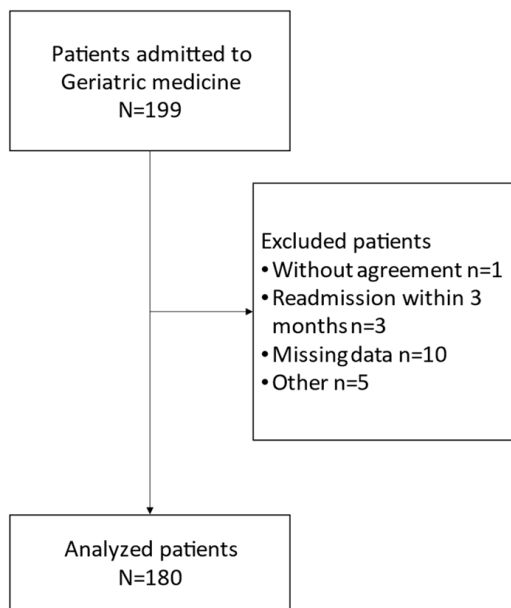 Patients admitted to
Geriatric medicine
N=199
Excluded patients
• Without agreement n=1
• Readmission within 3
months n=3
• Missing data n=10
• Other n=5
Analyzed patients
N=180